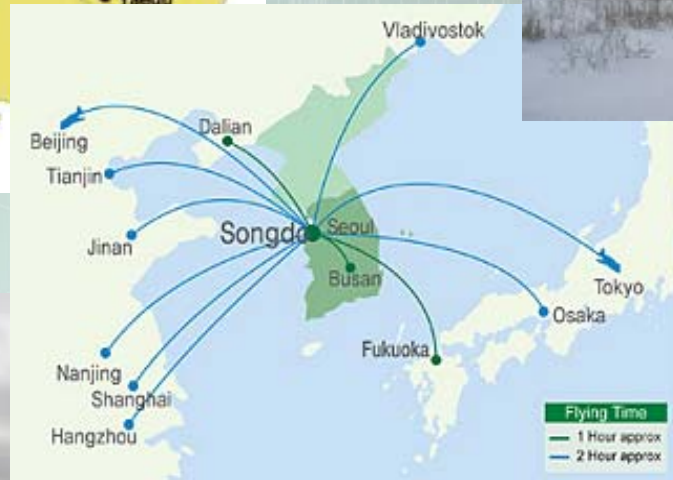 Vladivostok
Beijing
Dalian
Tianjin
Jinan
Songdo
Seoul
Busan
Tokyo
Osaka
Fukuoka
Nanjing
Shanghai
Hangzhou
Flying Time
1 Hour approx
2 Hour approx